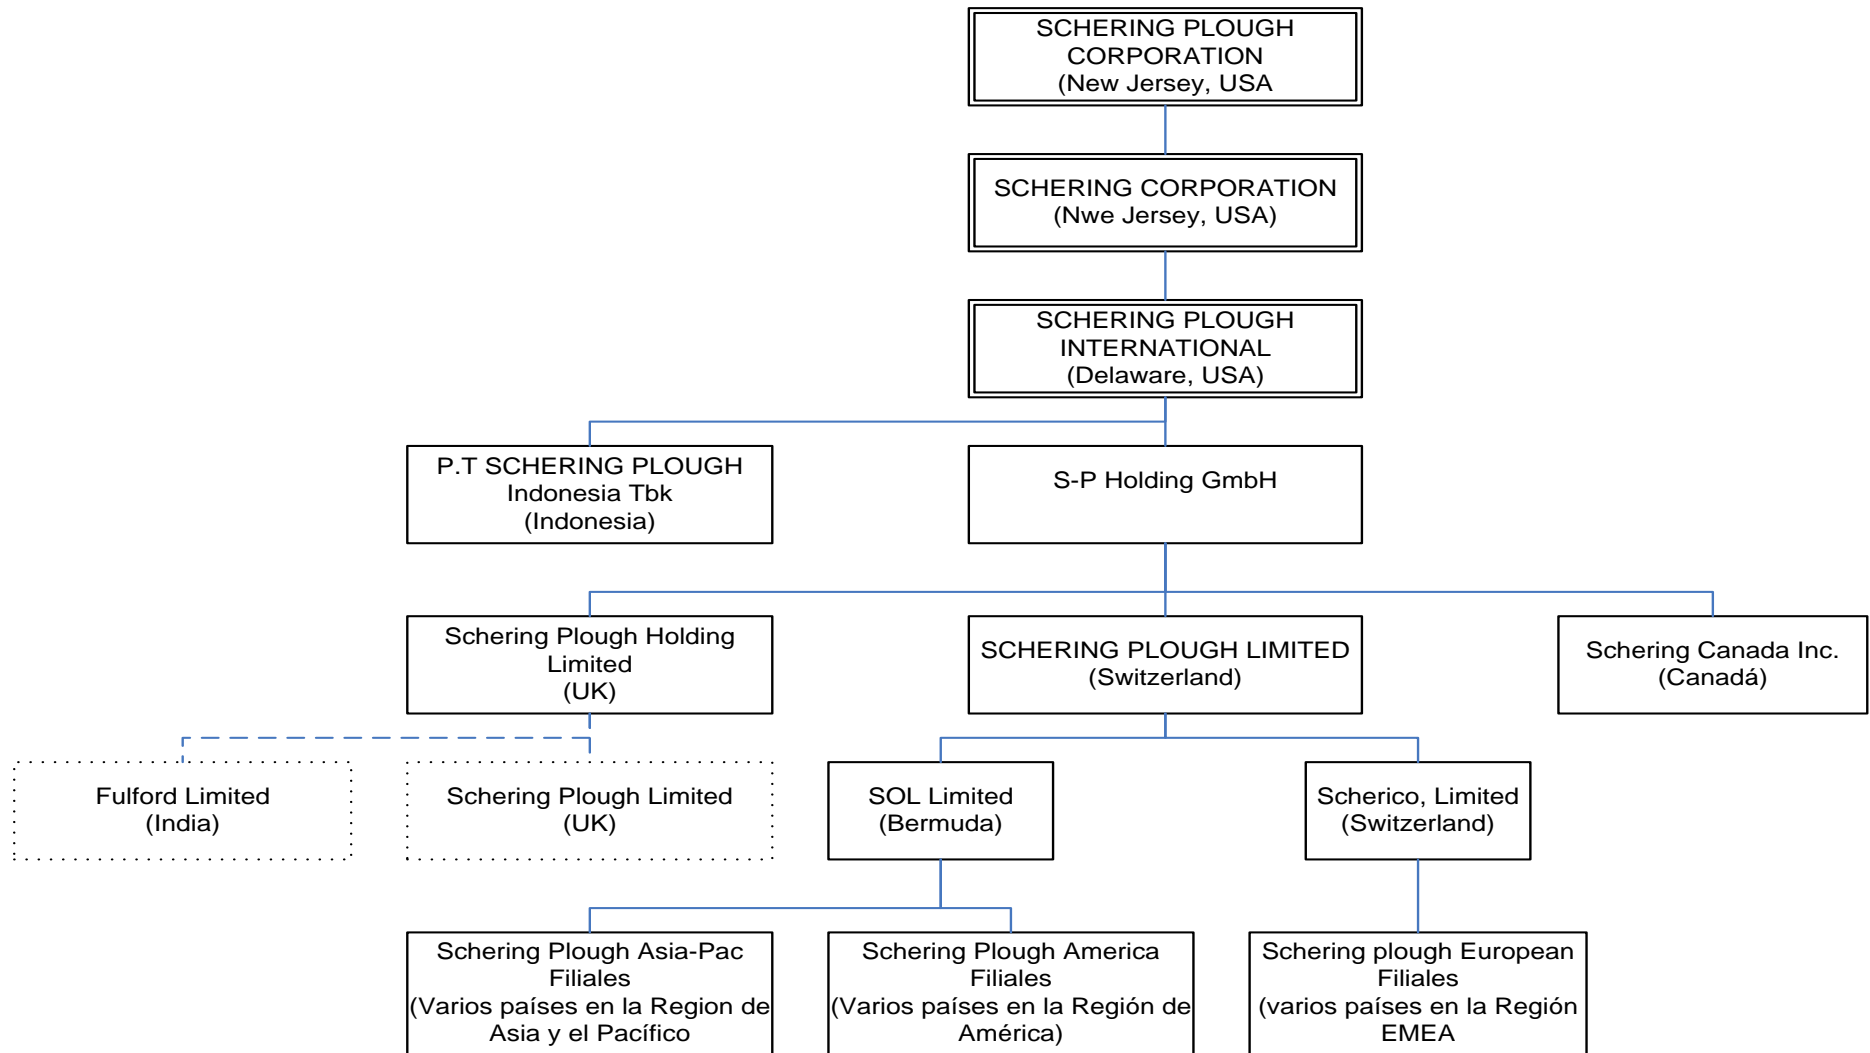 SCHERING PLOUGH
CORPORATION
(New Jersey, USA
SCHERING CORPORATION
(Nwe Jersey, USA)
SCHERING PLOUGH
INTERNATIONAL
(Delaware, USA)
P.T SCHERING PLOUGH
Indonesia Tbk
(Indonesia)
S-P Holding GmbH
Schering Plough Holding
Limited
(UK)
SCHERING PLOUGH LIMITED
(Switzerland)
Schering Canada Inc.
(Canadá)
Fulford Limited
(India)
Schering Plough Limited
(UK)
SOL Limited
(Bermuda)
Scherico, Limited
(Switzerland)
Schering Plough Asia-Pac
Filiales
(Varios países en la Region de
Asia y el Pacífico
Schering Plough America
Filiales
(Varios países en la Región de
América)
Schering plough European
Filiales
(varios países en la Región
EMEA